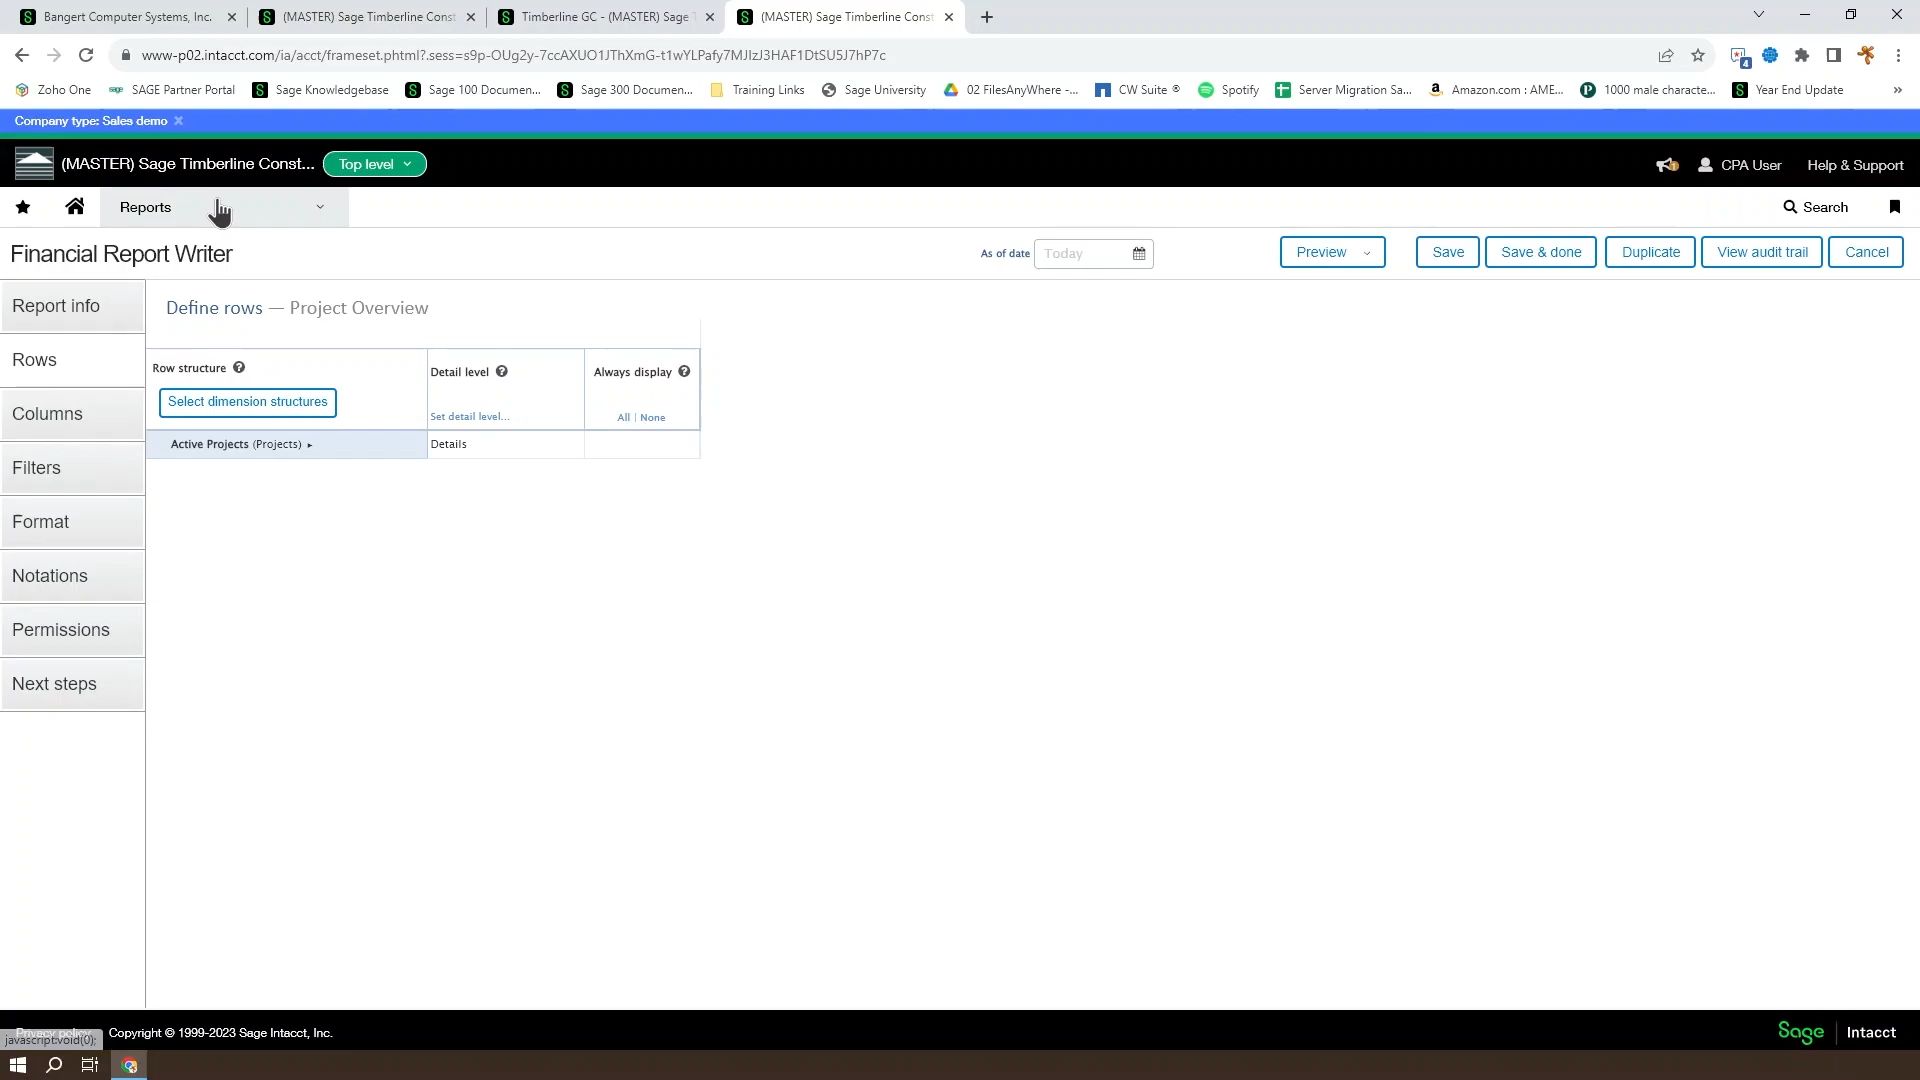 Bangert Computer Systems, Inc.
(MASTER) Sage Timberline Const
Timberline GC - (MASTER) Sage T
(MASTER) Sage Timberline Const
www-p02.intacct.com/ia/acct/frameset.phtml?.sess=s9p-OUg2y-7ccAXUO1JThXmG-t1wYLPafy7MJIzJ3HAF1DtSU5J7hP7c
4
Zoho One
SAGE Partner Portal
Sage Knowledgebase
Sage 100 Documen...
Sage 300 Documen...
Training Links
Sage University
02 FilesAnyWhere -...
CW Suite ®
Spotify
Server Migration Sa...
Amazon.com : AME...
1000 male characte...
Year End Update
»
Company type: Sales demo
(MASTER) Sage Timberline Const...
Top level
CPA User
Help & Support
Reports
Search
Financial Report Writer
As of date
Today
Preview
Save
Save & done
Duplicate
View audit trail
Cancel
Report info
Rows
Columns
Filters
Format
Notations
Permissions
Next steps
Define rows — Project Overview
Row structure
Select dimension structures
Detail level
Set detail level...
Always display
All | None
Active Projects (Projects)
Details
Privacy policy
Copyright © 1999-2023 Sage Intacct, Inc.
javascript:void(0);
Sage
Intacct